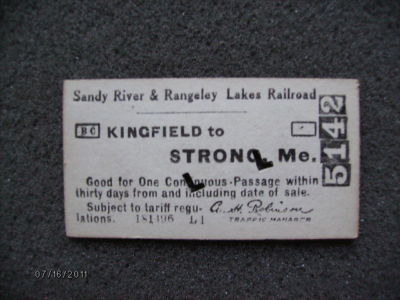 Sandy River & Rangeley Lakes Railroad
BC KINGFIELD to
STRONG, Me.
5142
Good for One Continuous Passage within
thirty days from and including date of sale.
Subject to tariff regu-
lations. 181496 L1
A. H. Robinson
TRAFFIC MANAGER
07/16/2011